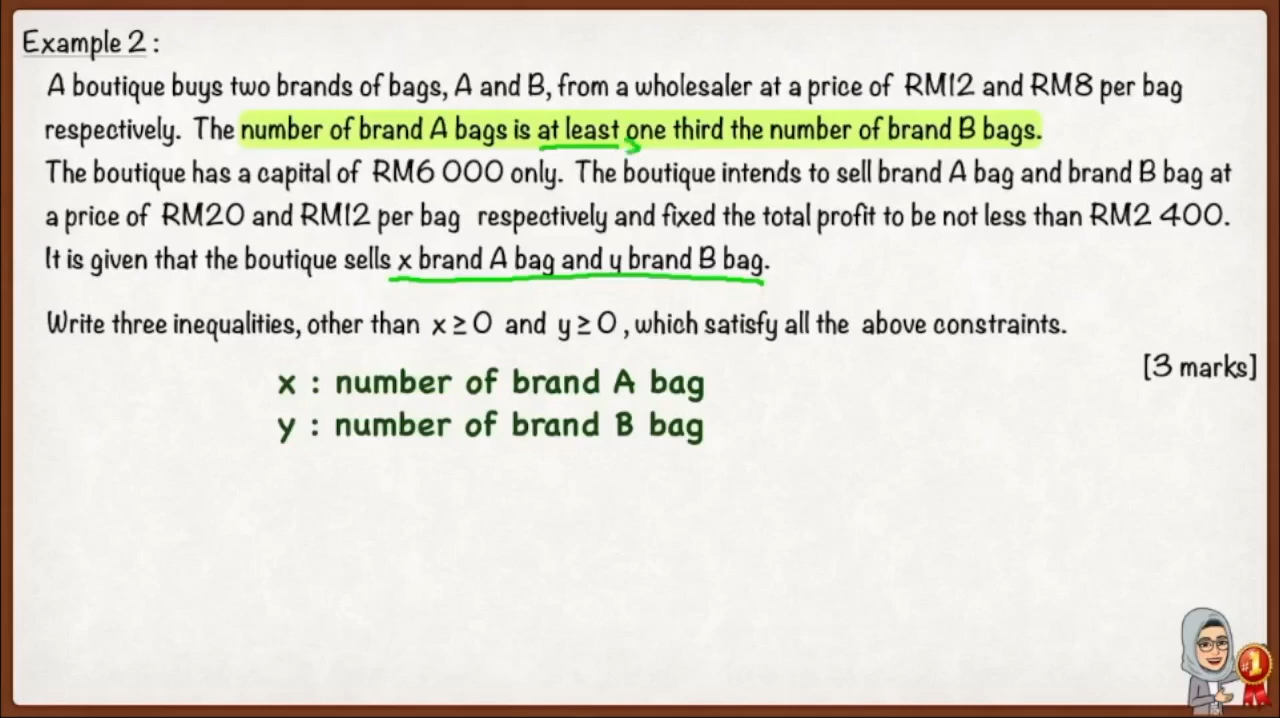 Example 2 :
A boutique buys two brands of bags, A and B, from a wholesaler at a price of RM12 and RM8 per bag
respectively. The number of brand A bags is at least one third the number of brand B bags.
The boutique has a capital of RM6 000 only. The boutique intends to sell brand A bag and brand B bag at
a price of RM20 and RM12 per bag respectively and fixed the total profit to be not less than RM2 400.
It is given that the boutique sells x brand A bag and y brand B bag.
Write three inequalities, other than x ≥ 0 and y ≥ 0 , which satisfy all the above constraints.
[3 marks]
x : number of brand A bag
y : number of brand B bag
#1